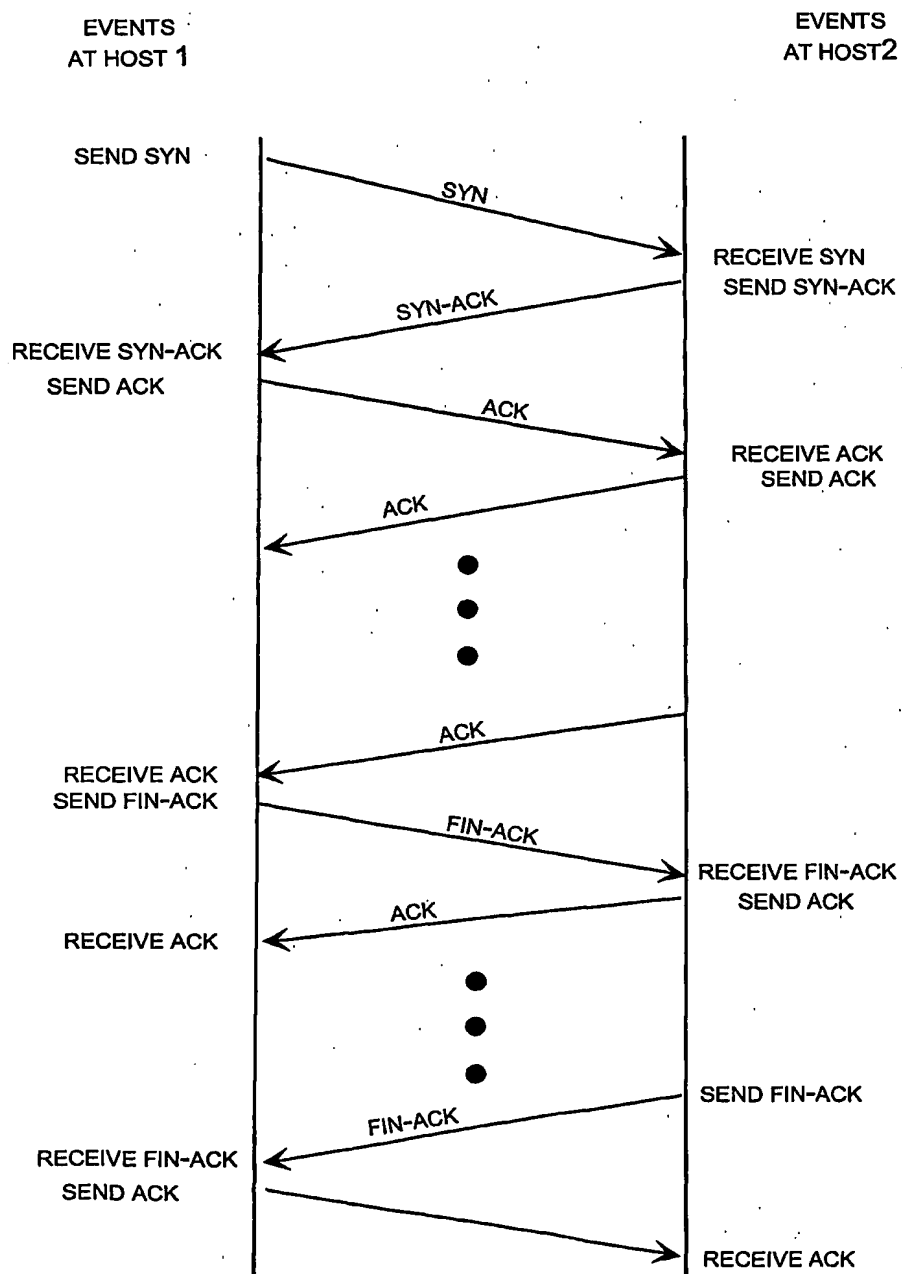 EVENTS
AT HOST 1
EVENTS
AT HOST2
SEND SYN
SYN
RECEIVE SYN
SEND SYN-ACK
SYN-ACK
RECEIVE SYN-ACK
SEND ACK
ACK
RECEIVE ACK
SEND ACK
ACK
ACK
RECEIVE ACK
SEND FIN-ACK
FIN-ACK
RECEIVE FIN-ACK
SEND ACK
ACK
RECEIVE ACK
SEND FIN-ACK
FIN-ACK
RECEIVE FIN-ACK
SEND ACK
RECEIVE ACK